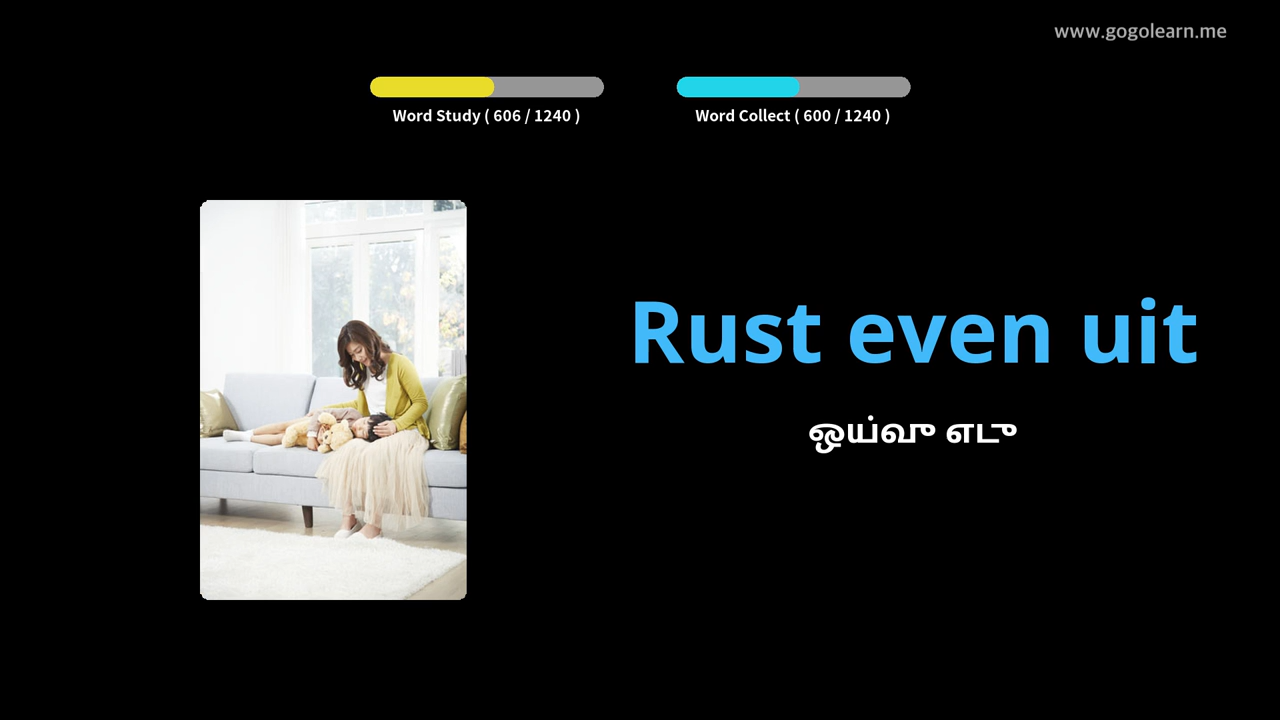 www.gogolearn.me
Word Study ( 606 / 1240 )
Word Collect ( 600 / 1240 )
Rust even uit
ஓய்வு எடு